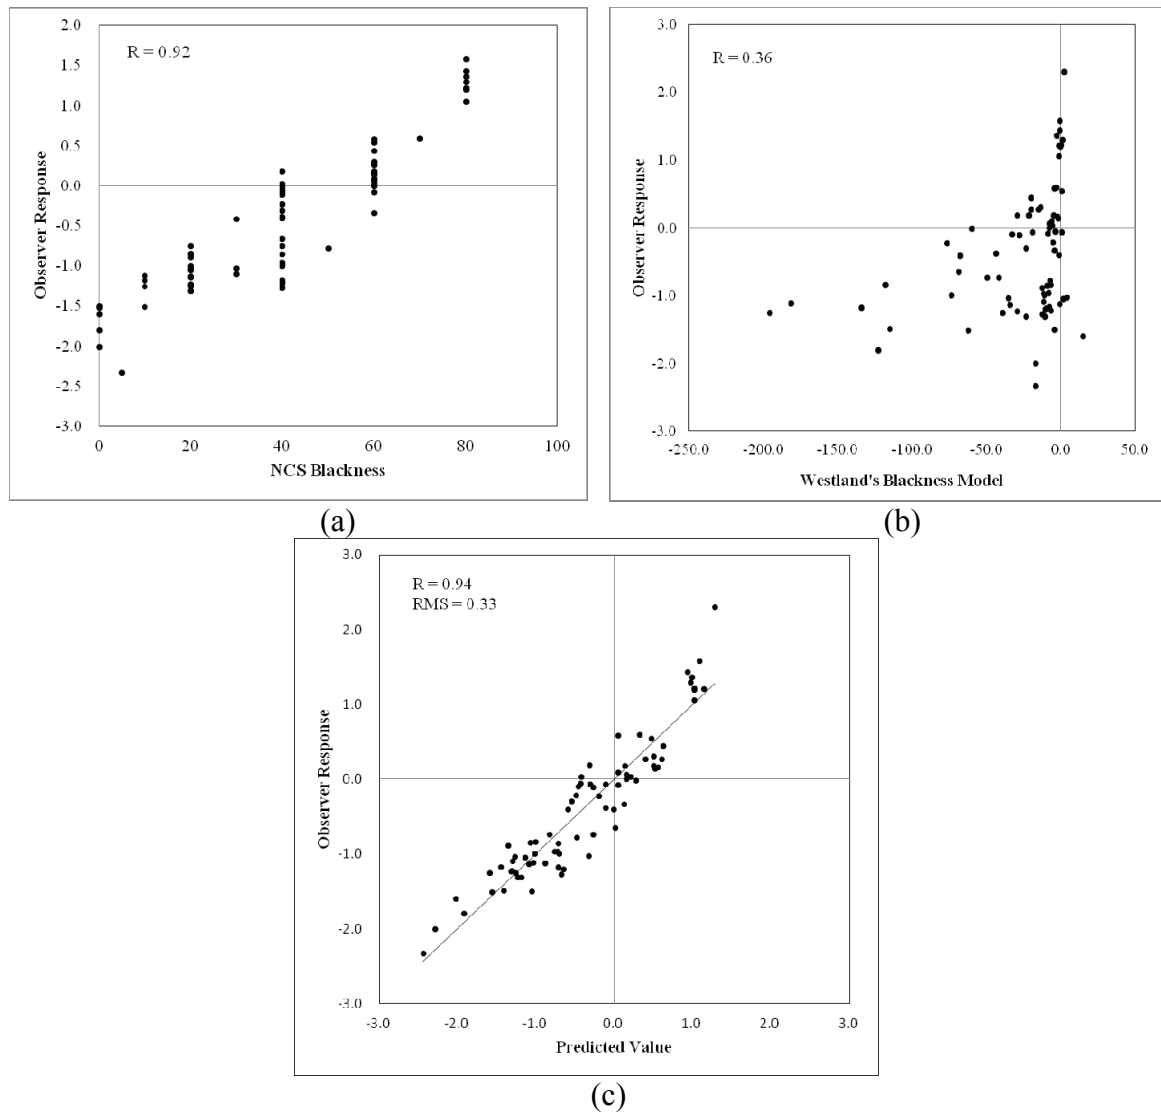 2.0
1.5
1.0
0.5
0.0
-0.5
-1.0
-1.5
-2.0
-2.5
-3.0
R = 0.92
Observer Response
0 20 40 60 80 100
NCS Blackness
(a)
3.0
2.0
1.0
0.0
-1.0
-2.0
-3.0
R = 0.36
Observer Response
-250.0 -200.0 -150.0 -100.0 -50.0 0.0 50.0
Westland's Blackness Model
(b)
3.0
2.0
1.0
0.0
-1.0
-2.0
-3.0
R = 0.94
RMS = 0.33
Observer Response
-3.0 -2.0 -1.0 0.0 1.0 2.0 3.0
Predicted Value
(c)